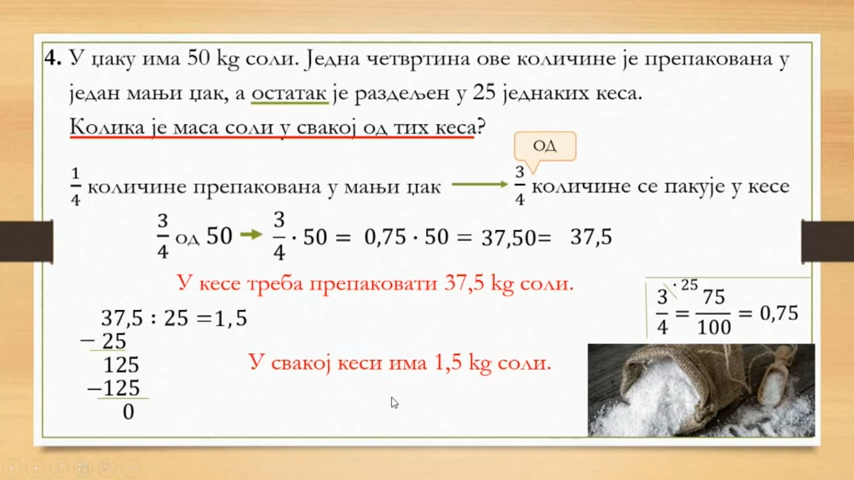 4. У џаку има 50 kg соли. Једна четвртина ове количине је препакована у
један мањи џак, а остатак је раздељен у 25 једнаких кеса.
Колика је маса соли у свакој од тих кеса?
од
1/4 количине препакована у мањи џак → 3/4 количине се пакује у кесе
3/4 од 50 → 3/4 · 50 = 0,75 · 50 = 37,50= 37,5
У кесе треба препаковати 37,5 kg соли.
· 25
3/4 = 75/100 = 0,75
37,5 : 25 =1,5
− 25
125
−125
0
У свакој кеси има 1,5 kg соли.